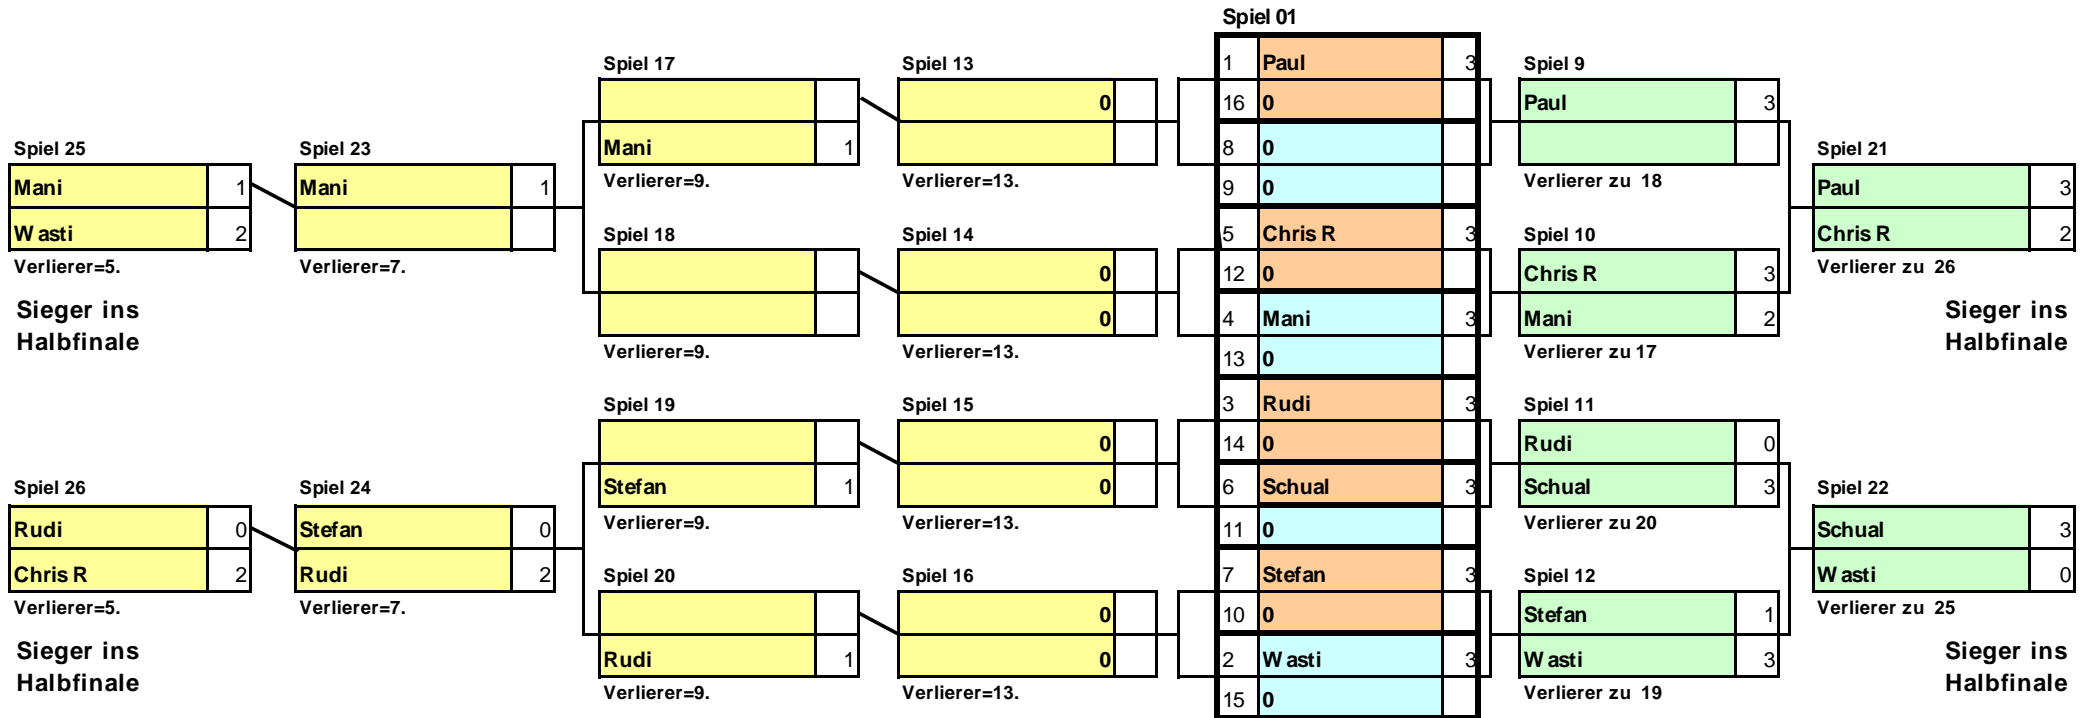 Spiel 01
Spiel 17 Spiel 13 1 Paul 3 Spiel 9
0 16 0 Paul 3
Spiel 25 Spiel 23 Mani 1 8 0 Spiel 21
Mani 1 Mani 1 Verlierer=9. Verlierer=13. 9 0 Verlierer zu 18 Paul 3
Wasti 2 Spiel 18 Spiel 14 5 Chris R 3 Spiel 10 Chris R 2
Verlierer=5. Verlierer=7. 0 12 0 Chris R 3 Verlierer zu 26
Sieger ins 0 4 Mani 3 Mani 2 Sieger ins
Halbfinale Verlierer=9. Verlierer=13. 13 0 Verlierer zu 17 Halbfinale
Spiel 19 Spiel 15 3 Rudi 3 Spiel 11
0 14 0 Rudi 0
Spiel 26 Spiel 24 Stefan 1 0 6 Schual 3 Schual 3 Spiel 22
Rudi 0 Stefan 0 Verlierer=9. Verlierer=13. 11 0 Verlierer zu 20 Schual 3
Chris R 2 Rudi 2 Spiel 20 Spiel 16 7 Stefan 3 Spiel 12 Wasti 0
Verlierer=5. Verlierer=7. 0 10 0 Stefan 1 Verlierer zu 25
Sieger ins Rudi 1 0 2 Wasti 3 Wasti 3 Sieger ins
Halbfinale Verlierer=9. Verlierer=13. 15 0 Verlierer zu 19 Halbfinale